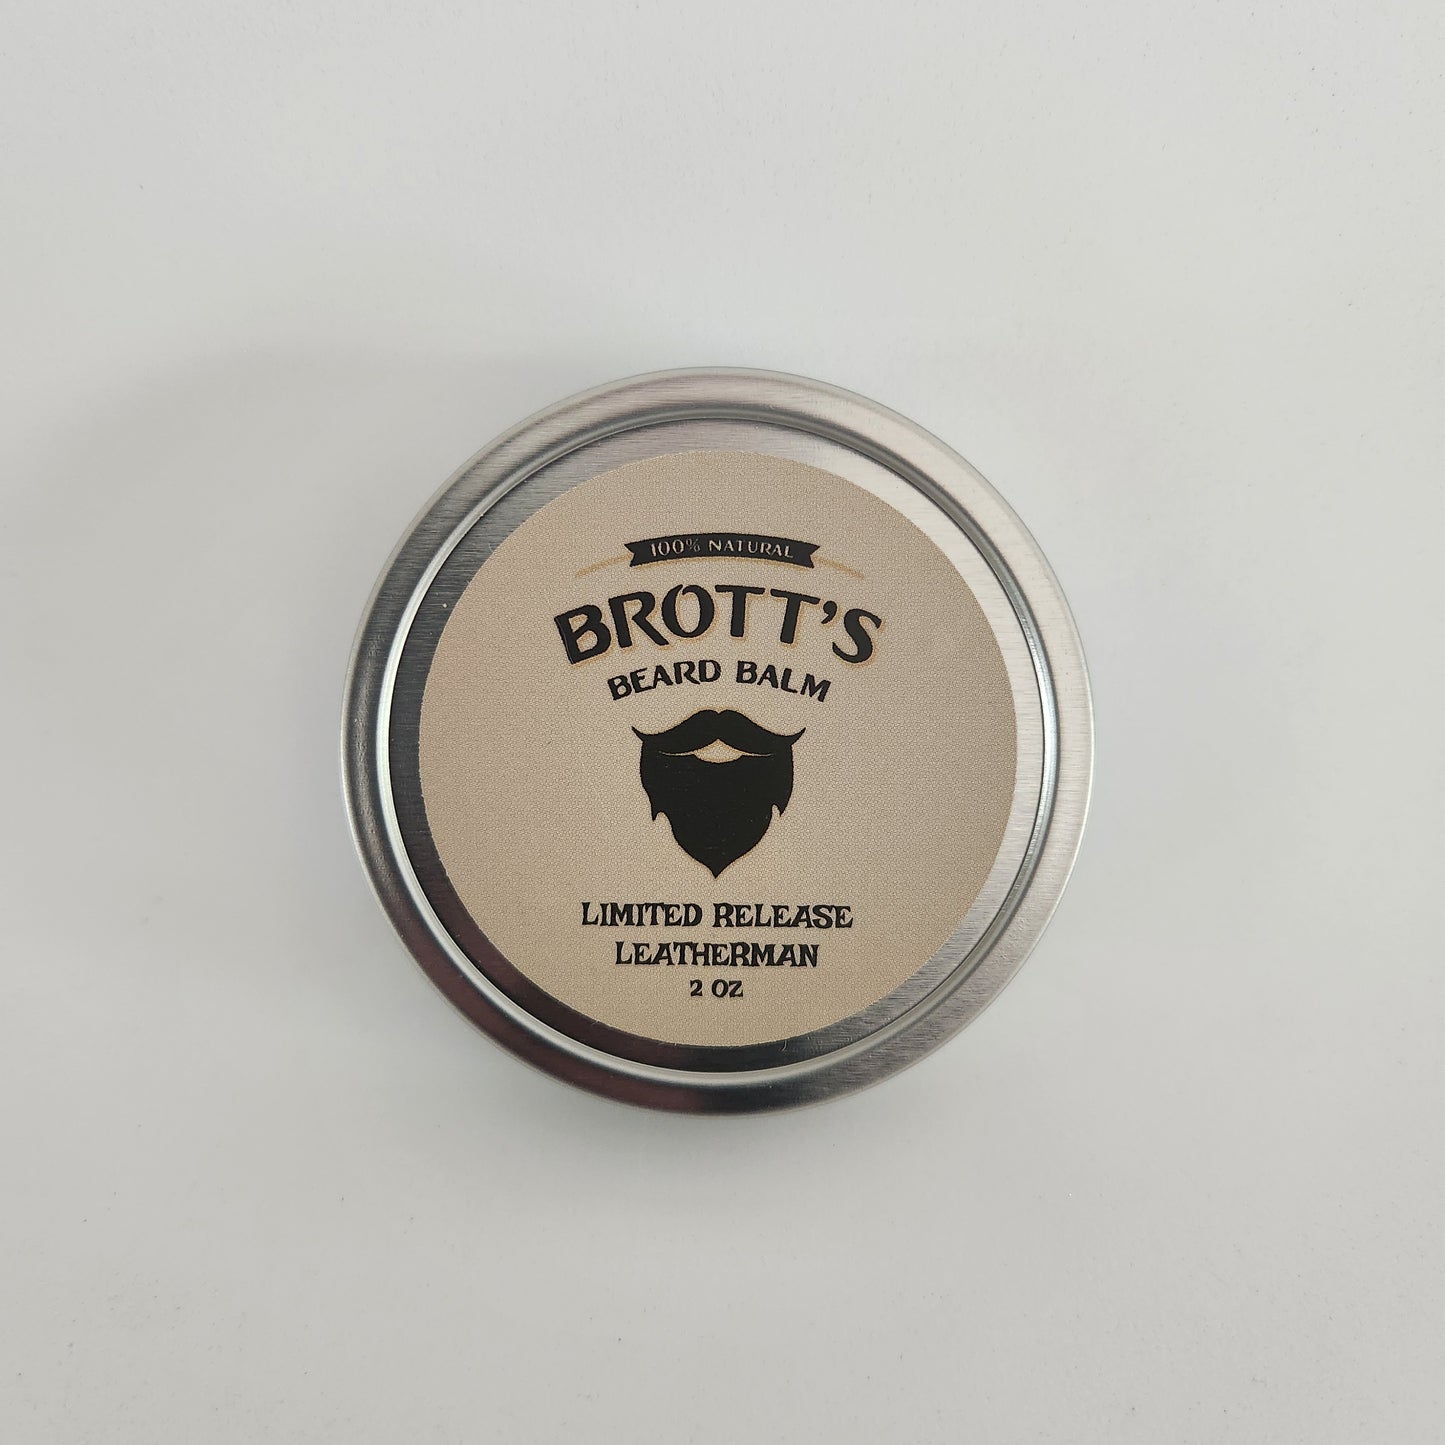 100% NATURAL
BROTT'S
BEARD BALM
LIMITED RELEASE
LEATHERMAN
2 OZ